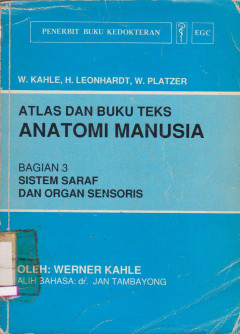 PENERBIT BUKU KEDOKTERAN
EGC
W. KAHLE, H. LEONHARDT, W. PLATZER
ATLAS DAN BUKU TEKS
ANATOMI MANUSIA
BAGIAN 3
SISTEM SARAF
DAN ORGAN SENSORIS
OLEH: WERNER KAHLE
ALIH BAHASA: dr. JAN TAMBAYONG